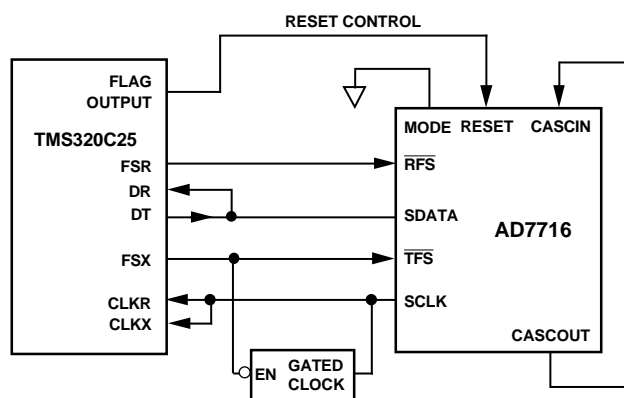 RESET CONTROL
FLAG
OUTPUT
TMS320C25
FSR
DR
DT
FSX
CLKR
CLKX
MODE RESET CASCIN
RFS
SDATA
AD7716
TFS
SCLK
CASCOUT
EN GATED
CLOCK